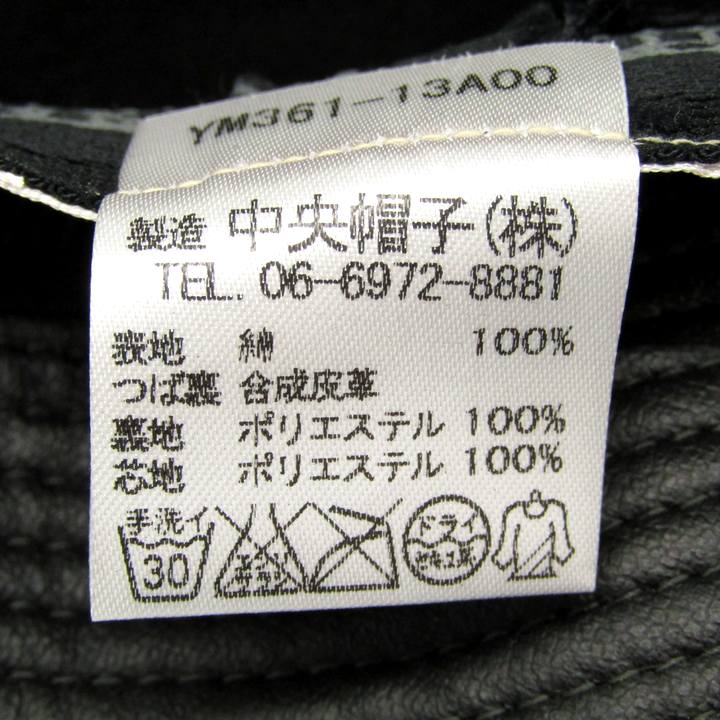 YM361-13A00
製造 中央帽子(株)
TEL. 06-6972-8881
表地 綿 100%
つば裏 合成皮革
裏地 ポリエステル 100%
芯地 ポリエステル 100%
手洗イ
30
ドライ